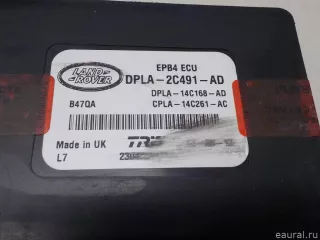 LAND-
ROVER
EPB4 ECU
DPLA-2C491-AD
DPLA-14C168-AD
B47QA
CPLA-14C261-AC
Made in UK
TRW
L7
eaural.ru